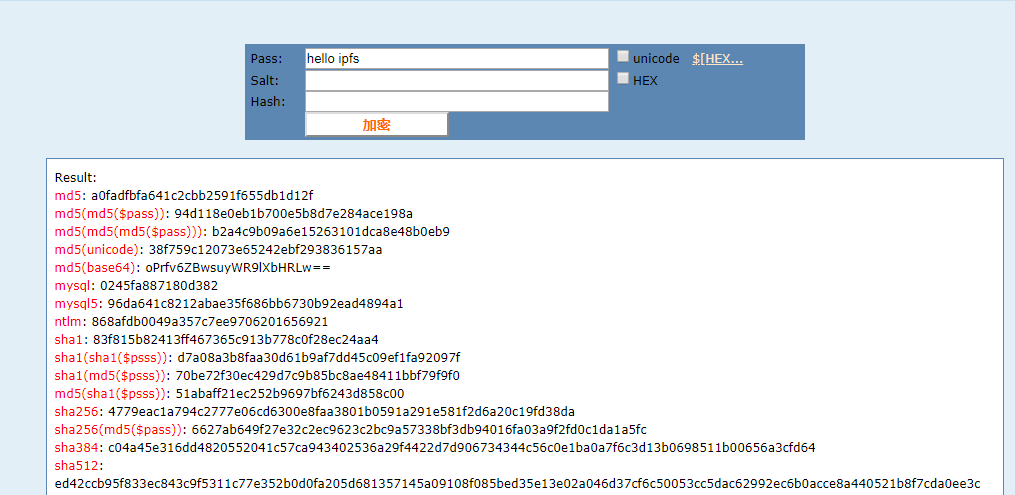 Pass: hello ipfs unicode $[HEX...
Salt: HEX
Hash:
加密
Result:
md5: a0fadfbfa641c2cbb2591f655db1d12f
md5(md5($pass)): 94d118e0eb1b700e5b8d7e284ace198a
md5(md5(md5($pass))): b2a4c9b09a6e15263101dca8e48b0eb9
md5(unicode): 38f759c12073e65242ebf293836157aa
md5(base64): oPrfv6ZBwsuyWR9lXbHRLw==
mysql: 0245fa887180d382
mysql5: 96da641c8212abae35f686bb6730b92ead4894a1
ntlm: 868afdb0049a357c7ee9706201656921
sha1: 83f815b82413ff467365c913b778c0f28ec24aa4
sha1(sha1($psss)): d7a08a3b8faa30d61b9af7dd45c09ef1fa92097f
sha1(md5($psss)): 70be72f30ec429d7c9b85bc8ae48411bbf79f9f0
md5(sha1($psss)): 51abaff21ec252b9697bf6243d858c00
sha256: 4779eac1a794c2777e06cd6300e8faa3801b0591a291e581f2d6a20c19fd38da
sha256(md5($pass)): 6627ab649f27e32c2ec9623c2bc9a57338bf3db94016fa03a9f2fd0c1da1a5fc
sha384: c04a45e316dd4820552041c57ca943402536a29f4422d7d906734344c56c0e1ba0a7f6c3d13b0698511b00656a3cfd64
sha512:
ed42ccb95f833ec843c9f5311c77e352b0d0fa205d681357145a09108f085bed35e13e02a046d37cf6c50053cc5dac62992ec6b0acce8a440521b8f7cda0ee3c